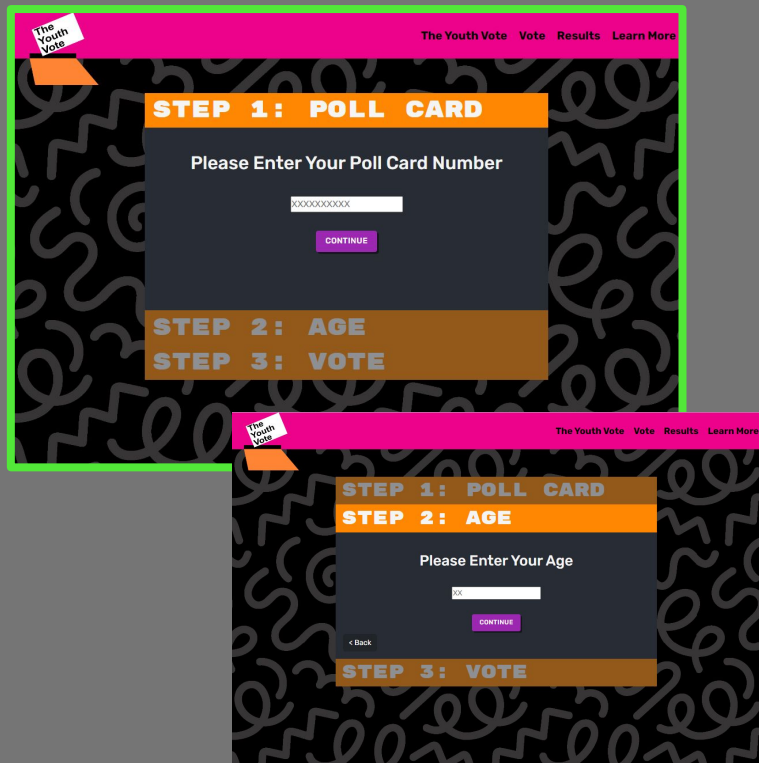 The
Youth
Vote
The Youth Vote Vote Results Learn More
STEP 1: POLL CARD
Please Enter Your Poll Card Number
XXXXXXXXXX
CONTINUE
STEP 2: AGE
STEP 3: VOTE
The
Youth
Vote
The Youth Vote Vote Results Learn More
STEP 1: POLL CARD
STEP 2: AGE
Please Enter Your Age
XX
CONTINUE
< Back
STEP 3: VOTE